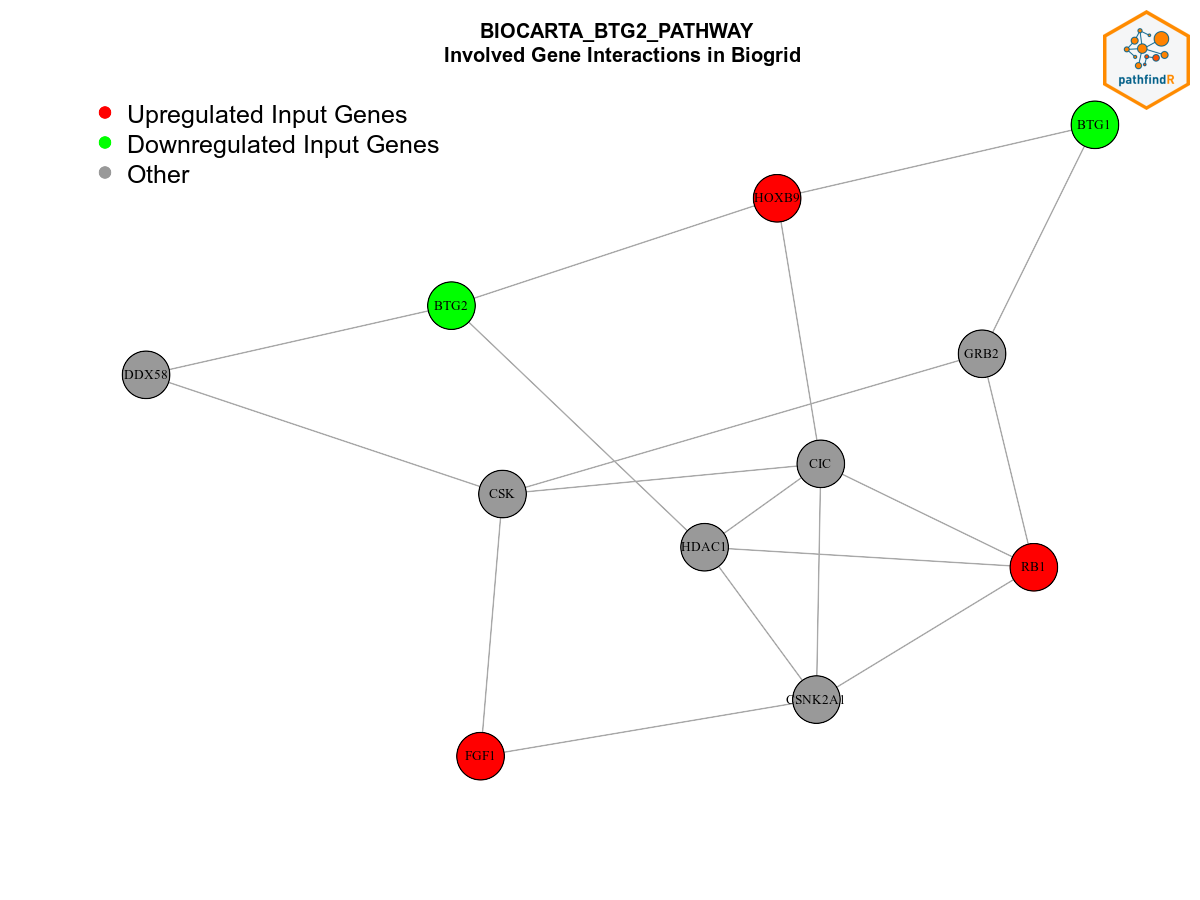 BIOCARTA_BTG2_PATHWAY
Involved Gene Interactions in Biogrid
pathfindR
Upregulated Input Genes
Downregulated Input Genes
Other
BTG1
HOXB9
BTG2
GRB2
DDX58
CIC
CSK
HDAC1
RB1
CSNK2A1
FGF1